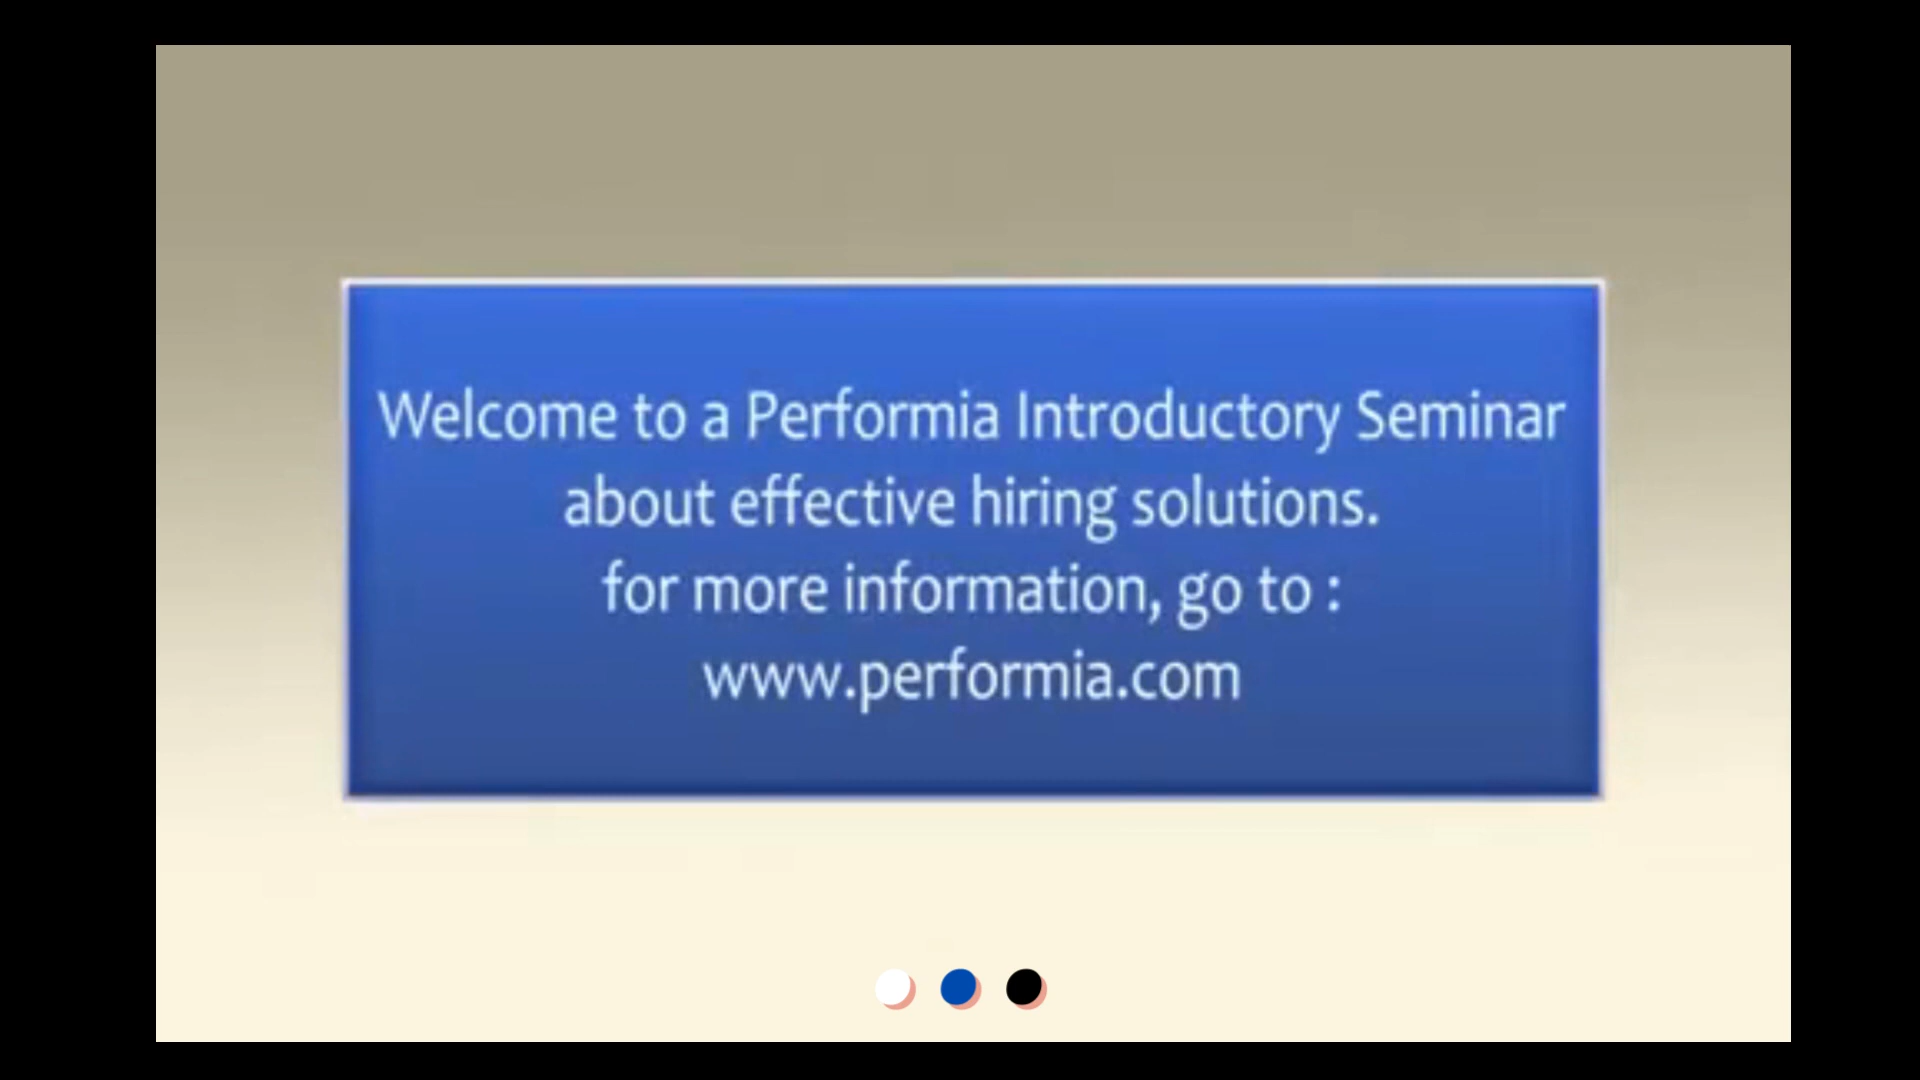 Welcome to a Performia Introductory Seminar
about effective hiring solutions.
for more information, go to :
www.performia.com